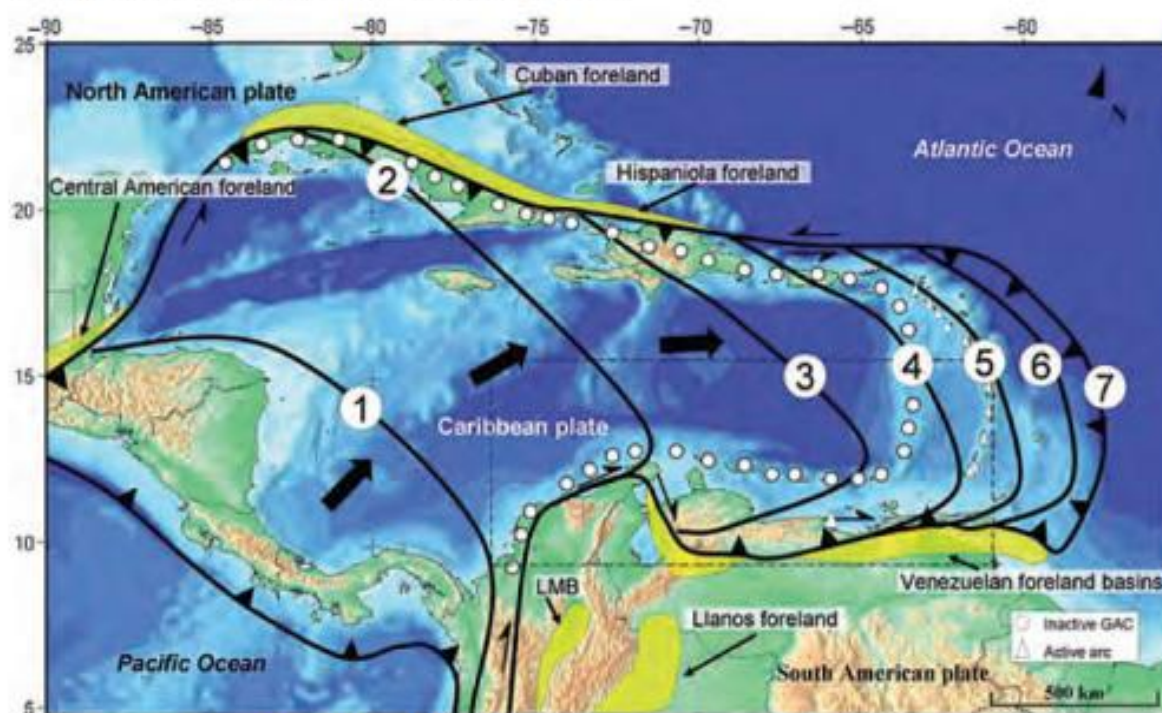 −90 −85 −80 −75 −70 −65 −60
25
North American plate
Cuban foreland
N
Atlantic Ocean
Central American foreland
2
Hispaniola foreland
20
15
1
3
4
5
6
7
Caribbean plate
10
LMB
Venezuelan foreland basins
Llanos foreland
Inactive GAC
Active arc
Pacific Ocean
South American plate
5
500 km